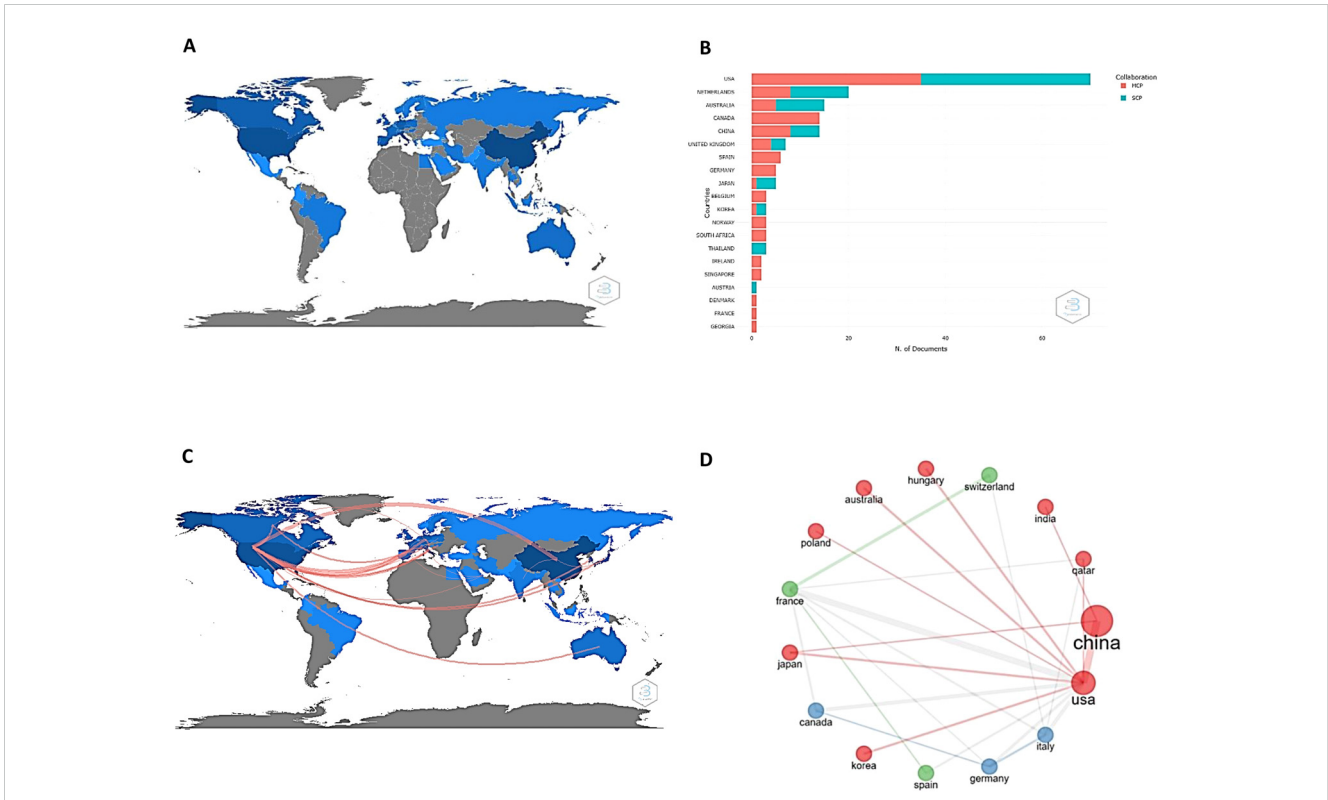 A
B
Collaboration
MCP
SCP
USA
NETHERLANDS
AUSTRALIA
CANADA
CHINA
UNITED KINGDOM
SPAIN
GERMANY
JAPAN
BELGIUM
KOREA
NORWAY
SOUTH AFRICA
THAILAND
IRELAND
SINGAPORE
AUSTRIA
DENMARK
FRANCE
GEORGIA
Countries
0 20 40 60
N. of Documents
C
D
hungary
switzerland
australia
india
poland
qatar
france
china
japan
usa
canada
italy
korea
germany
spain